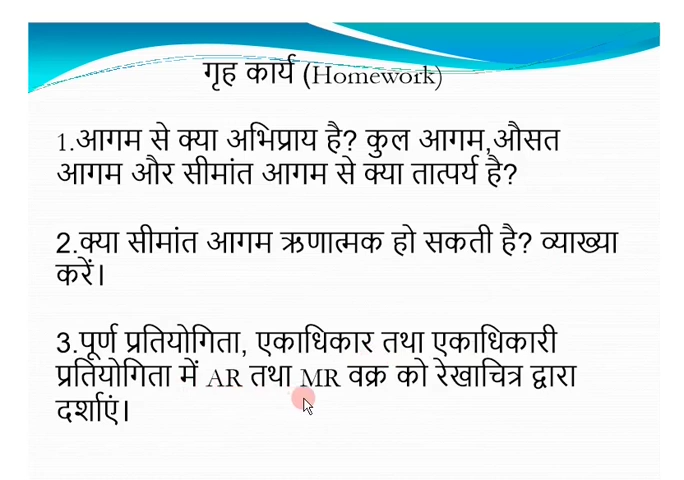 गृह कार्य (Homework)
1.आगम से क्या अभिप्राय है? कुल आगम,औसत
आगम और सीमांत आगम से क्या तात्पर्य है?
2.क्या सीमांत आगम ऋणात्मक हो सकती है? व्याख्या
करें।
3.पूर्ण प्रतियोगिता, एकाधिकार तथा एकाधिकारी
प्रतियोगिता में AR तथा MR वक्र को रेखाचित्र द्वारा
दर्शाएं।